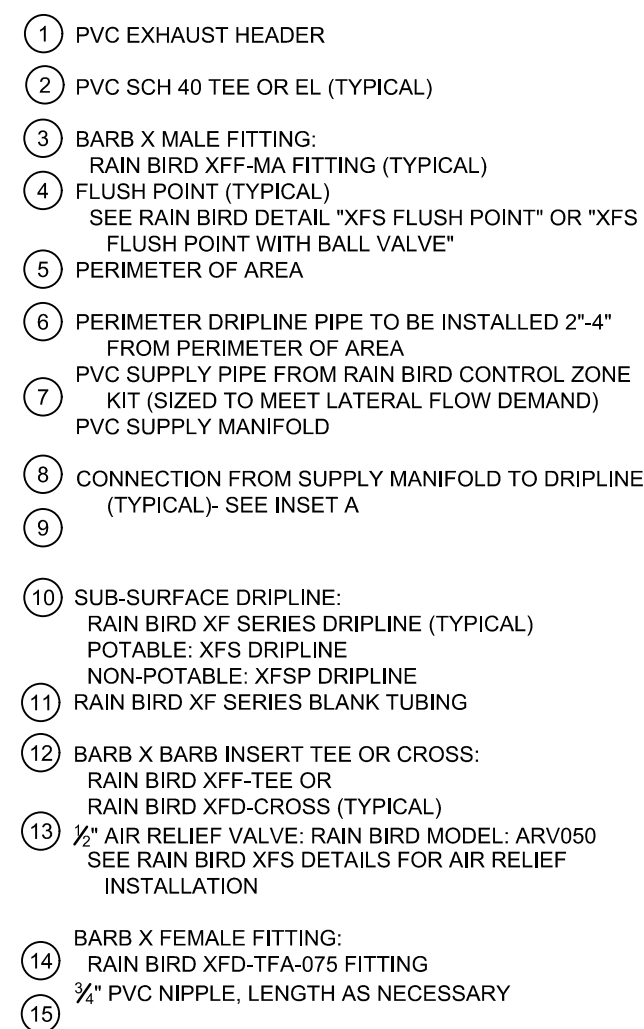 1 PVC EXHAUST HEADER
2 PVC SCH 40 TEE OR EL (TYPICAL)
3 BARB X MALE FITTING:
RAIN BIRD XFF-MA FITTING (TYPICAL)
4 FLUSH POINT (TYPICAL)
SEE RAIN BIRD DETAIL "XFS FLUSH POINT" OR "XFS
FLUSH POINT WITH BALL VALVE"
5 PERIMETER OF AREA
6 PERIMETER DRIPLINE PIPE TO BE INSTALLED 2"-4"
FROM PERIMETER OF AREA
PVC SUPPLY PIPE FROM RAIN BIRD CONTROL ZONE
7 KIT (SIZED TO MEET LATERAL FLOW DEMAND)
PVC SUPPLY MANIFOLD
8 CONNECTION FROM SUPPLY MANIFOLD TO DRIPLINE
(TYPICAL)- SEE INSET A
9
10 SUB-SURFACE DRIPLINE:
RAIN BIRD XF SERIES DRIPLINE (TYPICAL)
POTABLE: XFS DRIPLINE
NON-POTABLE: XFSP DRIPLINE
11 RAIN BIRD XF SERIES BLANK TUBING
12 BARB X BARB INSERT TEE OR CROSS:
RAIN BIRD XFF-TEE OR
RAIN BIRD XFD-CROSS (TYPICAL)
13 ½" AIR RELIEF VALVE: RAIN BIRD MODEL: ARV050
SEE RAIN BIRD XFS DETAILS FOR AIR RELIEF
INSTALLATION
BARB X FEMALE FITTING:
14 RAIN BIRD XFD-TFA-075 FITTING
¾" PVC NIPPLE, LENGTH AS NECESSARY
15